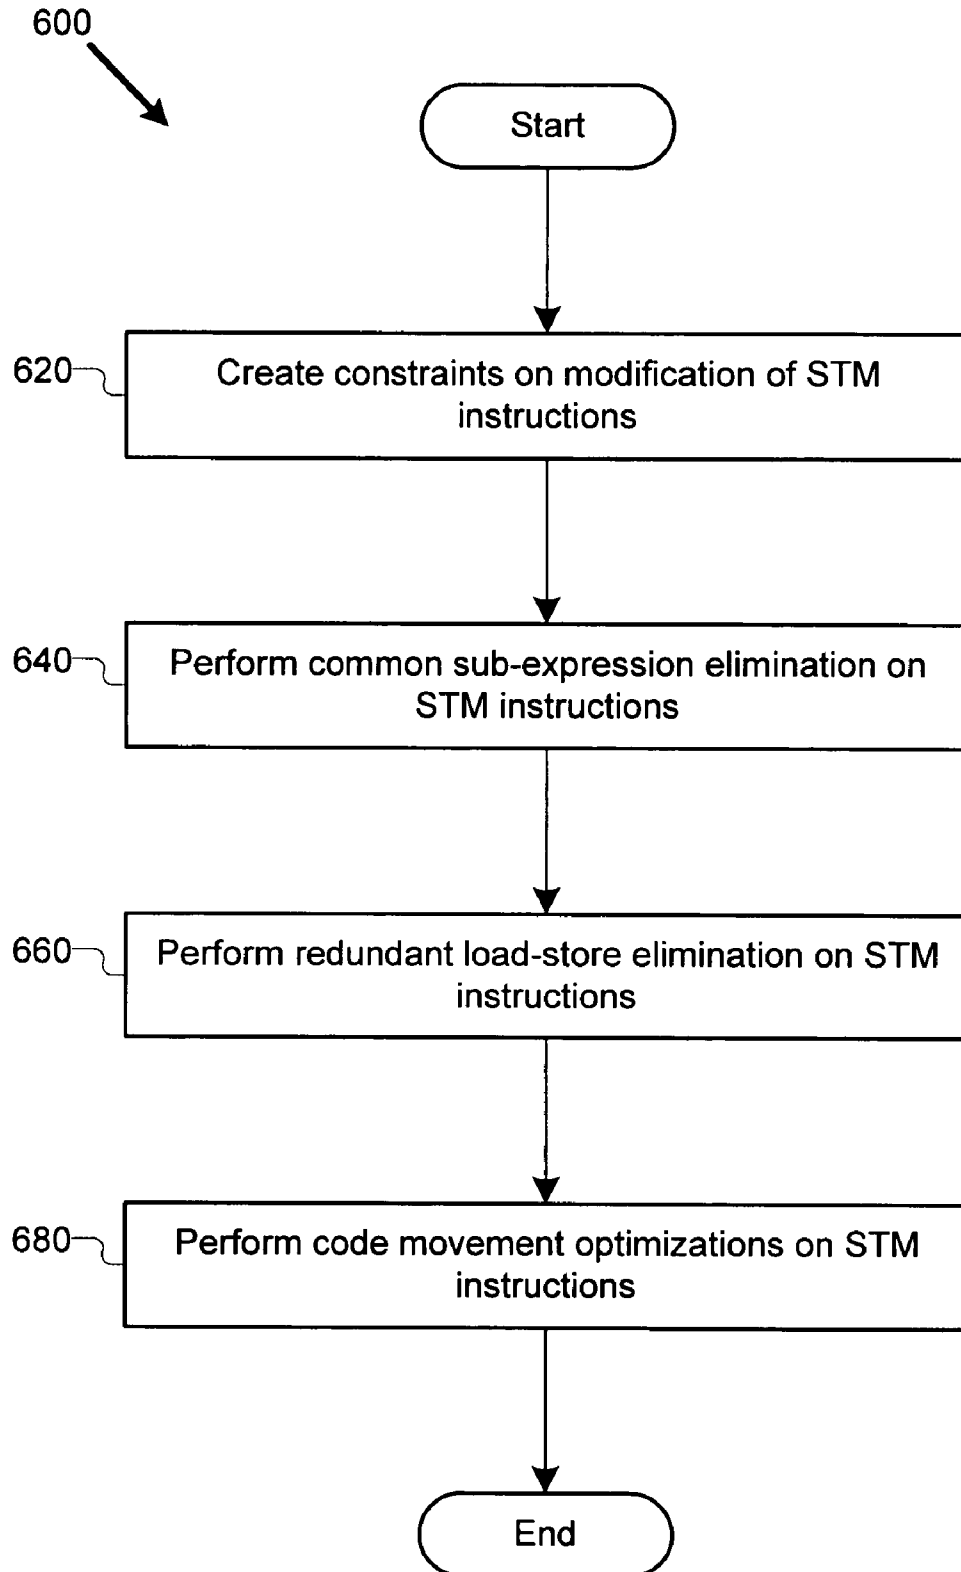 600
Start
620
Create constraints on modification of STM
instructions
640
Perform common sub-expression elimination on
STM instructions
660
Perform redundant load-store elimination on STM
instructions
680
Perform code movement optimizations on STM
instructions
End